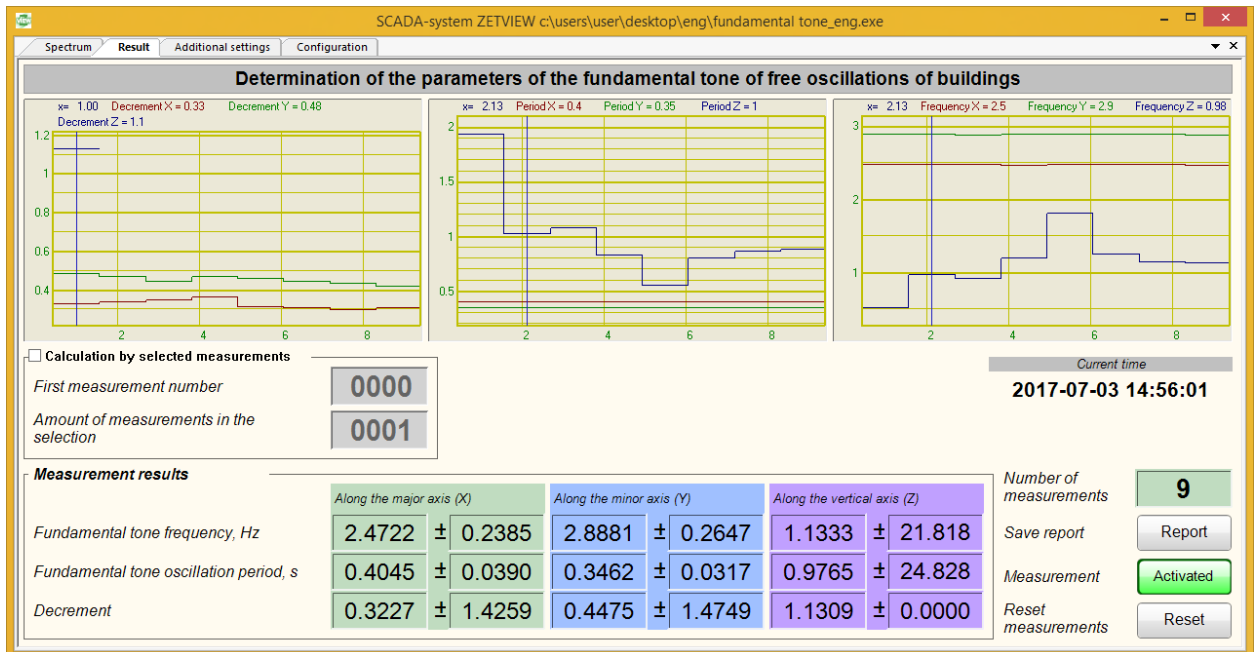 SCADA-system ZETVIEW c:\users\user\desktop\eng\fundamental tone_eng.exe
Spectrum Result Additional settings Configuration
Determination of the parameters of the fundamental tone of free oscillations of buildings
x= 1.00 Decrement X = 0.33 Decrement Y = 0.48
Decrement Z = 1.1
1.2
1
0.8
0.6
0.4
2 4 6 8
x= 2.13 Period X = 0.4 Period Y = 0.35 Period Z = 1
2
1.5
1
0.5
2 4 6 8
x= 2.13 Frequency X = 2.5 Frequency Y = 2.9 Frequency Z = 0.98
3
2
1
2 4 6 8
Calculation by selected measurements
First measurement number 0000
Amount of measurements in the
selection 0001
Current time
2017-07-03 14:56:01
Measurement results
Along the major axis (X) Along the minor axis (Y) Along the vertical axis (Z)
Fundamental tone frequency, Hz 2.4722 ± 0.2385 2.8881 ± 0.2647 1.1333 ± 21.818
Fundamental tone oscillation period, s 0.4045 ± 0.0390 0.3462 ± 0.0317 0.9765 ± 24.828
Decrement 0.3227 ± 1.4259 0.4475 ± 1.4749 1.1309 ± 0.0000
Number of
measurements 9
Save report Report
Measurement Activated
Reset
measurements Reset